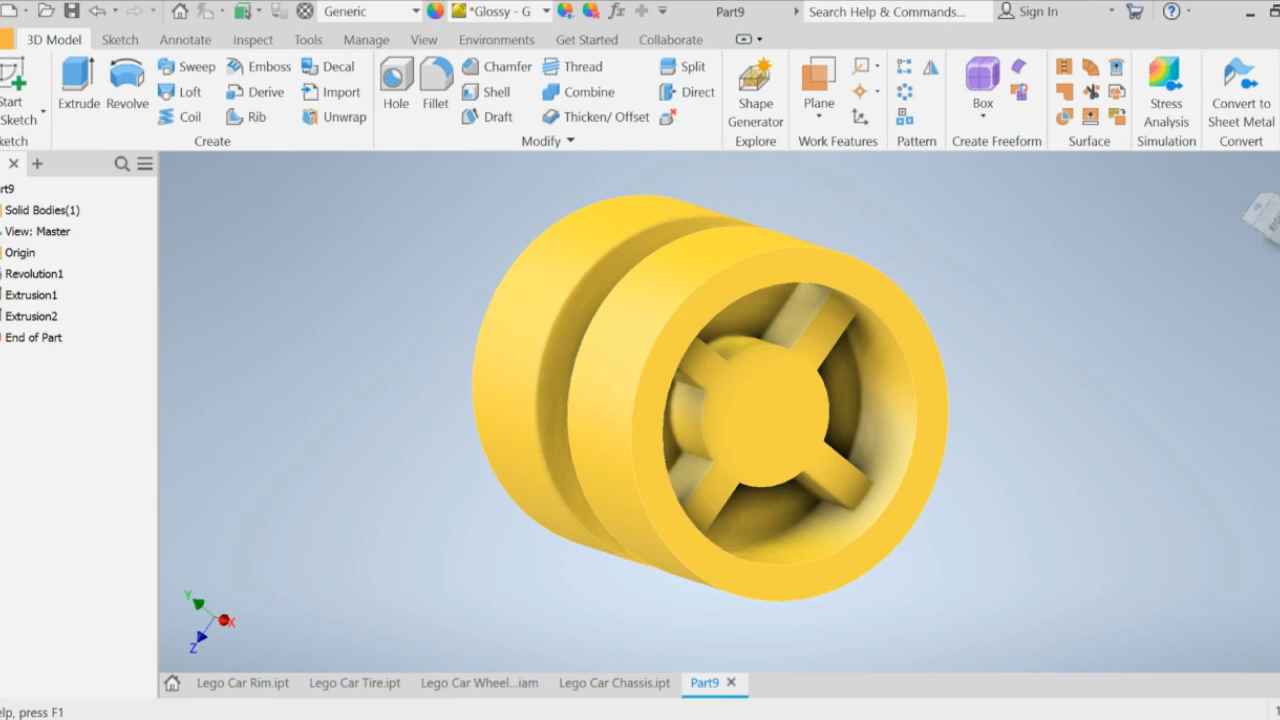 Generic
*Glossy - G
fx
Part9
Search Help & Commands...
Sign In
?
3D Model Sketch Annotate Inspect Tools Manage View Environments Get Started Collaborate
Start
Sketch
Extrude Revolve
Sweep Emboss Decal
Loft Derive Import
Coil Rib Unwrap
Hole Fillet
Chamfer Thread Split
Shell Combine Direct
Draft Thicken/ Offset
Shape
Generator
Plane
Box
Stress
Analysis
Convert to
Sheet Metal
ketch Create Modify Explore Work Features Pattern Create Freeform Surface Simulation Convert
rt9
Solid Bodies(1)
View: Master
Origin
Revolution1
Extrusion1
Extrusion2
End of Part
Y
X
Z
Lego Car Rim.ipt Lego Car Tire.ipt Lego Car Wheel...iam Lego Car Chassis.ipt Part9
elp, press F1
1